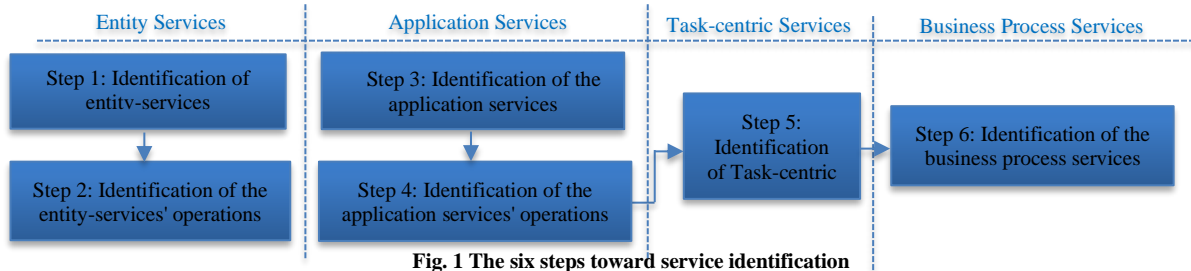 Entity Services
Application Services
Task-centric Services
Business Process Services
Step 1: Identification of
entity-services
Step 2: Identification of the
entity-services' operations
Step 3: Identification of the
application services
Step 4: Identification of the
application services' operations
Step 5:
Identification
of Task-centric
Step 6: Identification of the
business process services
Fig. 1 The six steps toward service identification